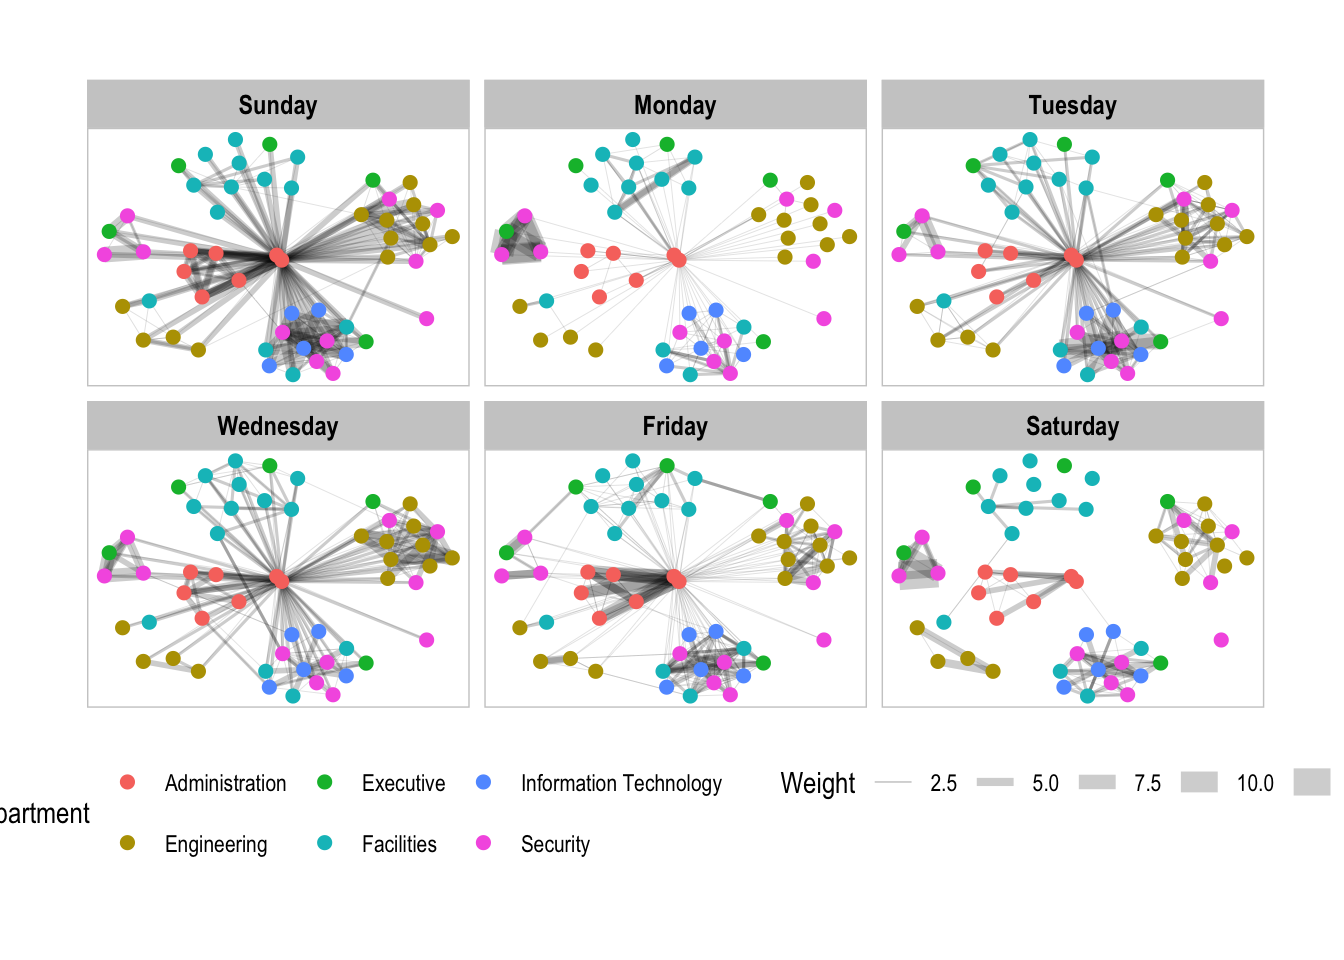 Sunday Monday Tuesday
Wednesday Friday Saturday
Administration Executive Information Technology Weight 2.5 5.0 7.5 10.0
partment
Engineering Facilities Security